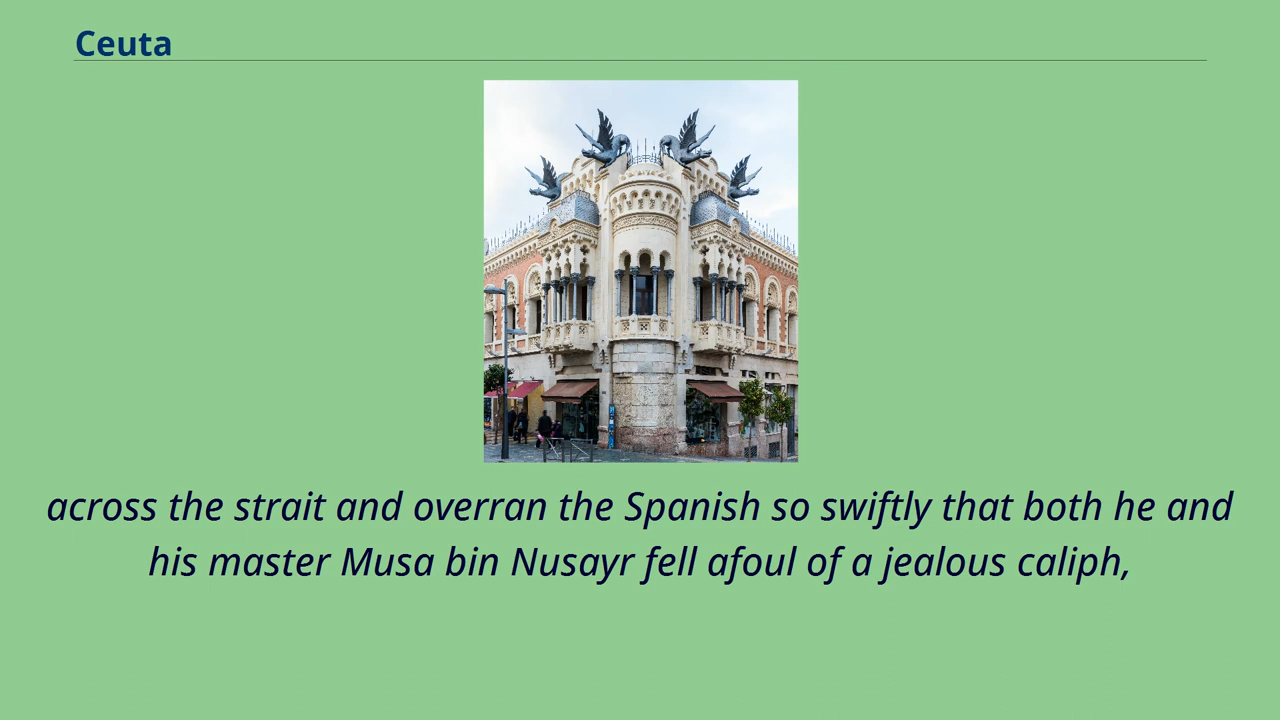 Ceuta
across the strait and overran the Spanish so swiftly that both he and
his master Musa bin Nusayr fell afoul of a jealous caliph,